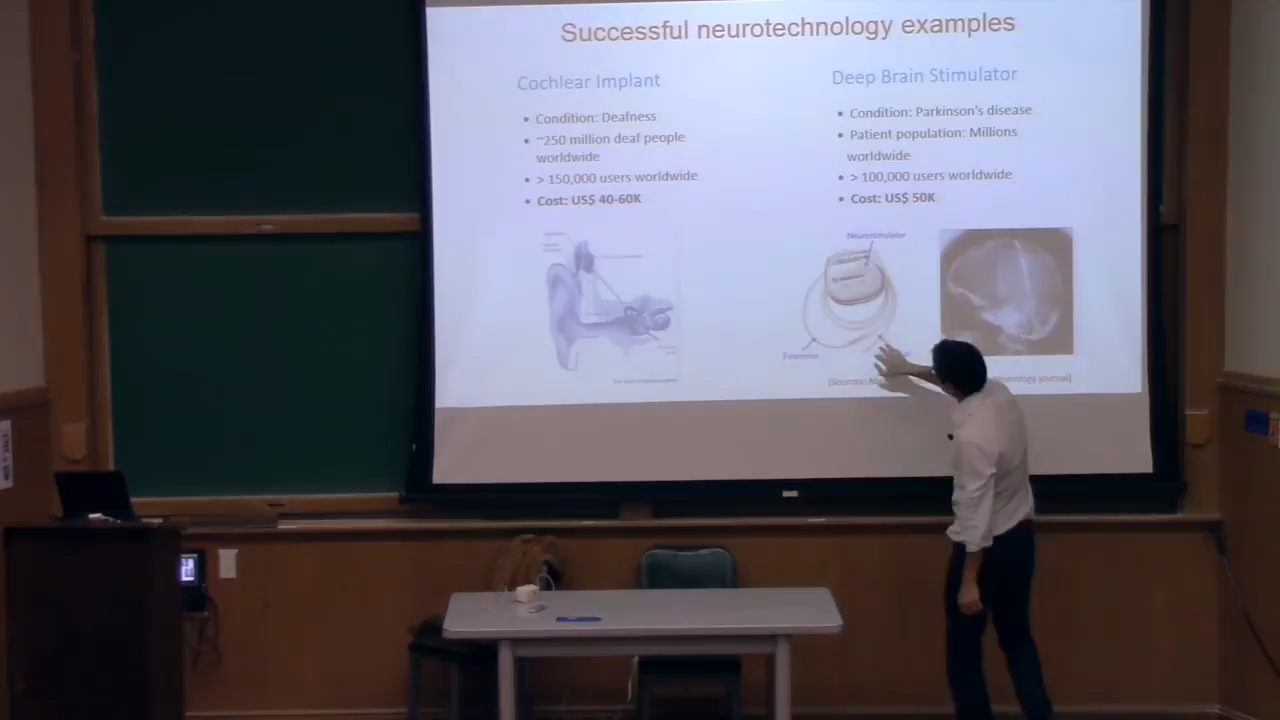 Successful neurotechnology examples
Cochlear Implant
• Condition: Deafness
• ~250 million deaf people
worldwide
• > 150,000 users worldwide
• Cost: US$ 40-60K
Deep Brain Stimulator
• Condition: Parkinson's disease
• Patient population: Millions
worldwide
• > 100,000 users worldwide
• Cost: US$ 50K
Neurostimulator
Extension
[Sources:
journal]